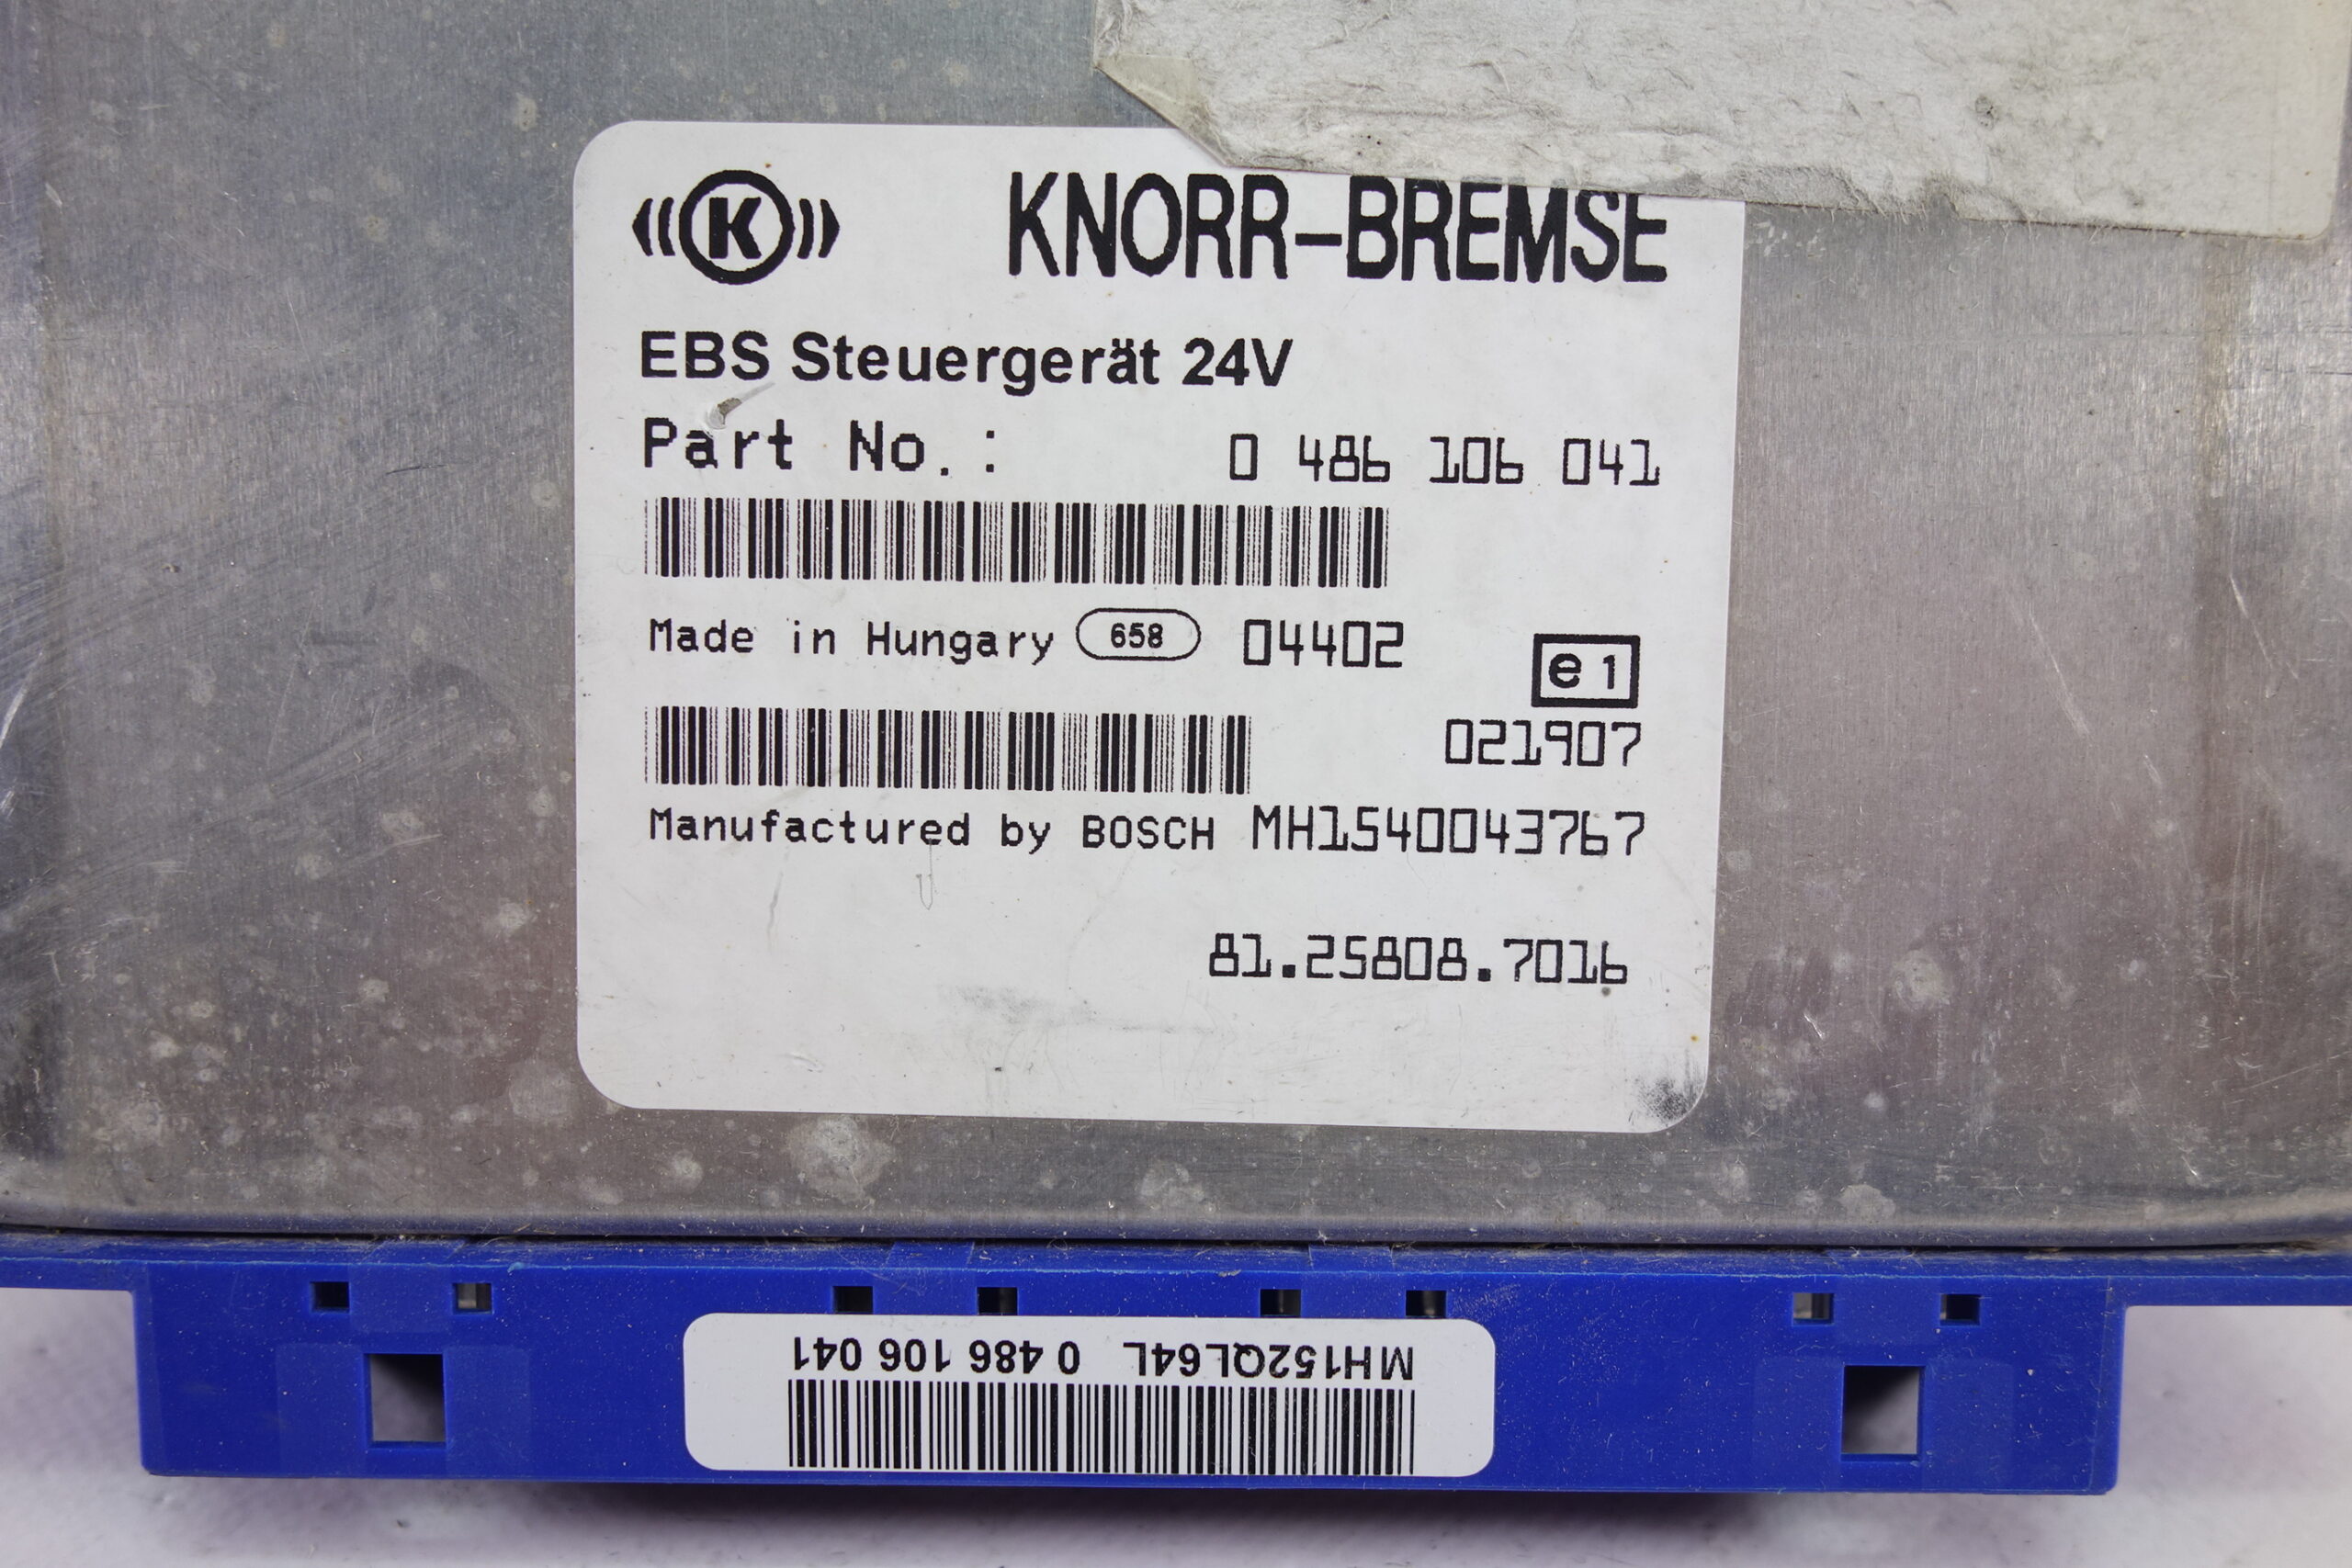 K KNORR-BREMSE
EBS Steuergerät 24V
Part No.: 0 486 106 041
Made in Hungary 658 04402
e1
021907
Manufactured by BOSCH MH1540043767
81.25808.7016
MH152QL64L 0 486 106 041